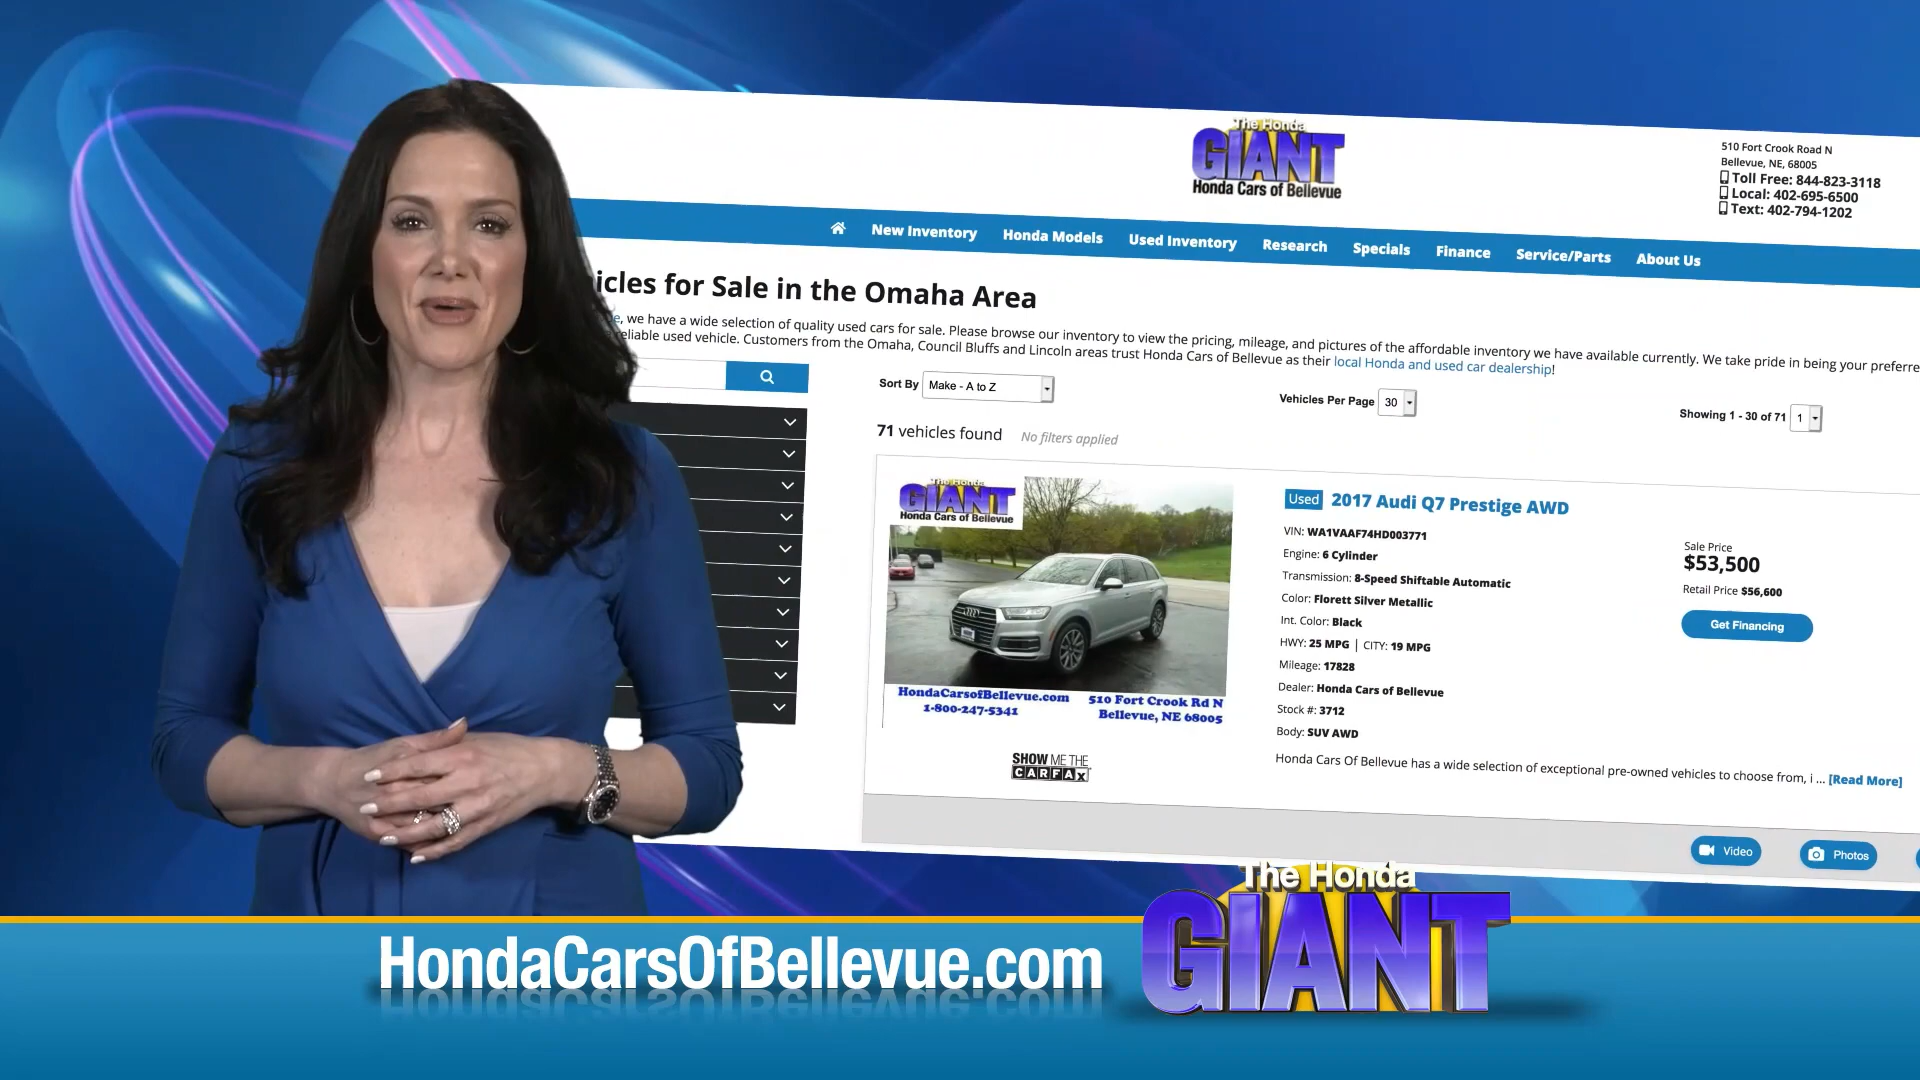 The Honda
GIANT
Honda Cars of Bellevue
510 Fort Crook Road N
Bellevue, NE, 68005
Toll Free: 844-823-3118
Local: 402-695-6500
Text: 402-794-1202
New Inventory Honda Models Used Inventory Research Specials Finance Service/Parts About Us
icles for Sale in the Omaha Area
e, we have a wide selection of quality used cars for sale. Please browse our inventory to view the pricing, mileage, and pictures of the affordable inventory we have available currently. We take pride in being your preferre
reliable used vehicle. Customers from the Omaha, Council Bluffs and Lincoln areas trust Honda Cars of Bellevue as their local Honda and used car dealership!
Sort By Make - A to Z
Vehicles Per Page 30
Showing 1 - 30 of 71 1
71 vehicles found No filters applied
The Honda
GIANT
Honda Cars of Bellevue
HondaCarsofBellevue.com 510 Fort Crook Rd N
1-800-247-5341 Bellevue, NE 68005
SHOW ME THE
CARFAX
Used 2017 Audi Q7 Prestige AWD
VIN: WA1VAAF74HD003771
Engine: 6 Cylinder
Transmission: 8-Speed Shiftable Automatic
Color: Florett Silver Metallic
Int. Color: Black
HWY: 25 MPG | CITY: 19 MPG
Mileage: 17828
Dealer: Honda Cars of Bellevue
Stock #: 3712
Body: SUV AWD
Sale Price
$53,500
Retail Price $56,600
Get Financing
Honda Cars Of Bellevue has a wide selection of exceptional pre-owned vehicles to choose from, i ... [Read More]
Video Photos
HondaCarsOfBellevue.com
The Honda
GIANT